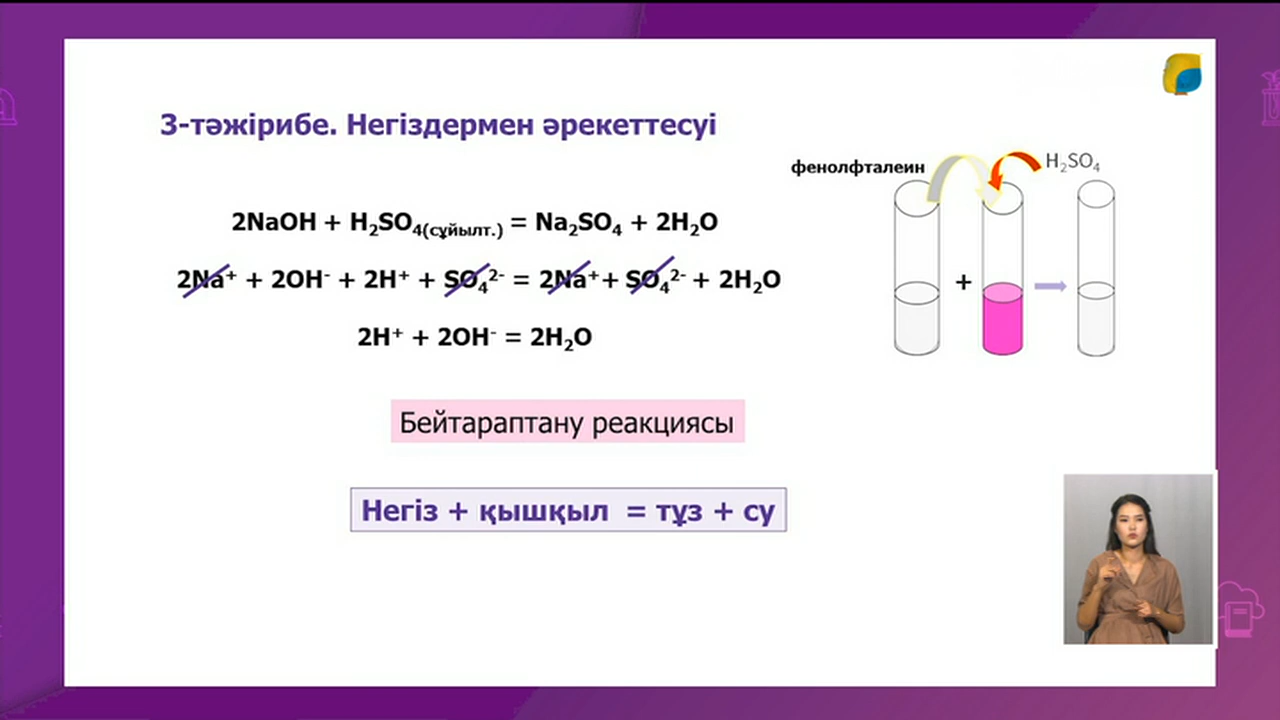 3-тәжірибе. Негіздермен әрекеттесуі
фенолфталеин
H₂SO₄
2NaOH + H₂SO₄(сұйылт.) = Na₂SO₄ + 2H₂O
2Na⁺ + 2OH⁻ + 2H⁺ + SO₄²⁻ = 2Na⁺ + SO₄²⁻ + 2H₂O
+
2H⁺ + 2OH⁻ = 2H₂O
Бейтараптану реакциясы
Негіз + қышқыл = тұз + су